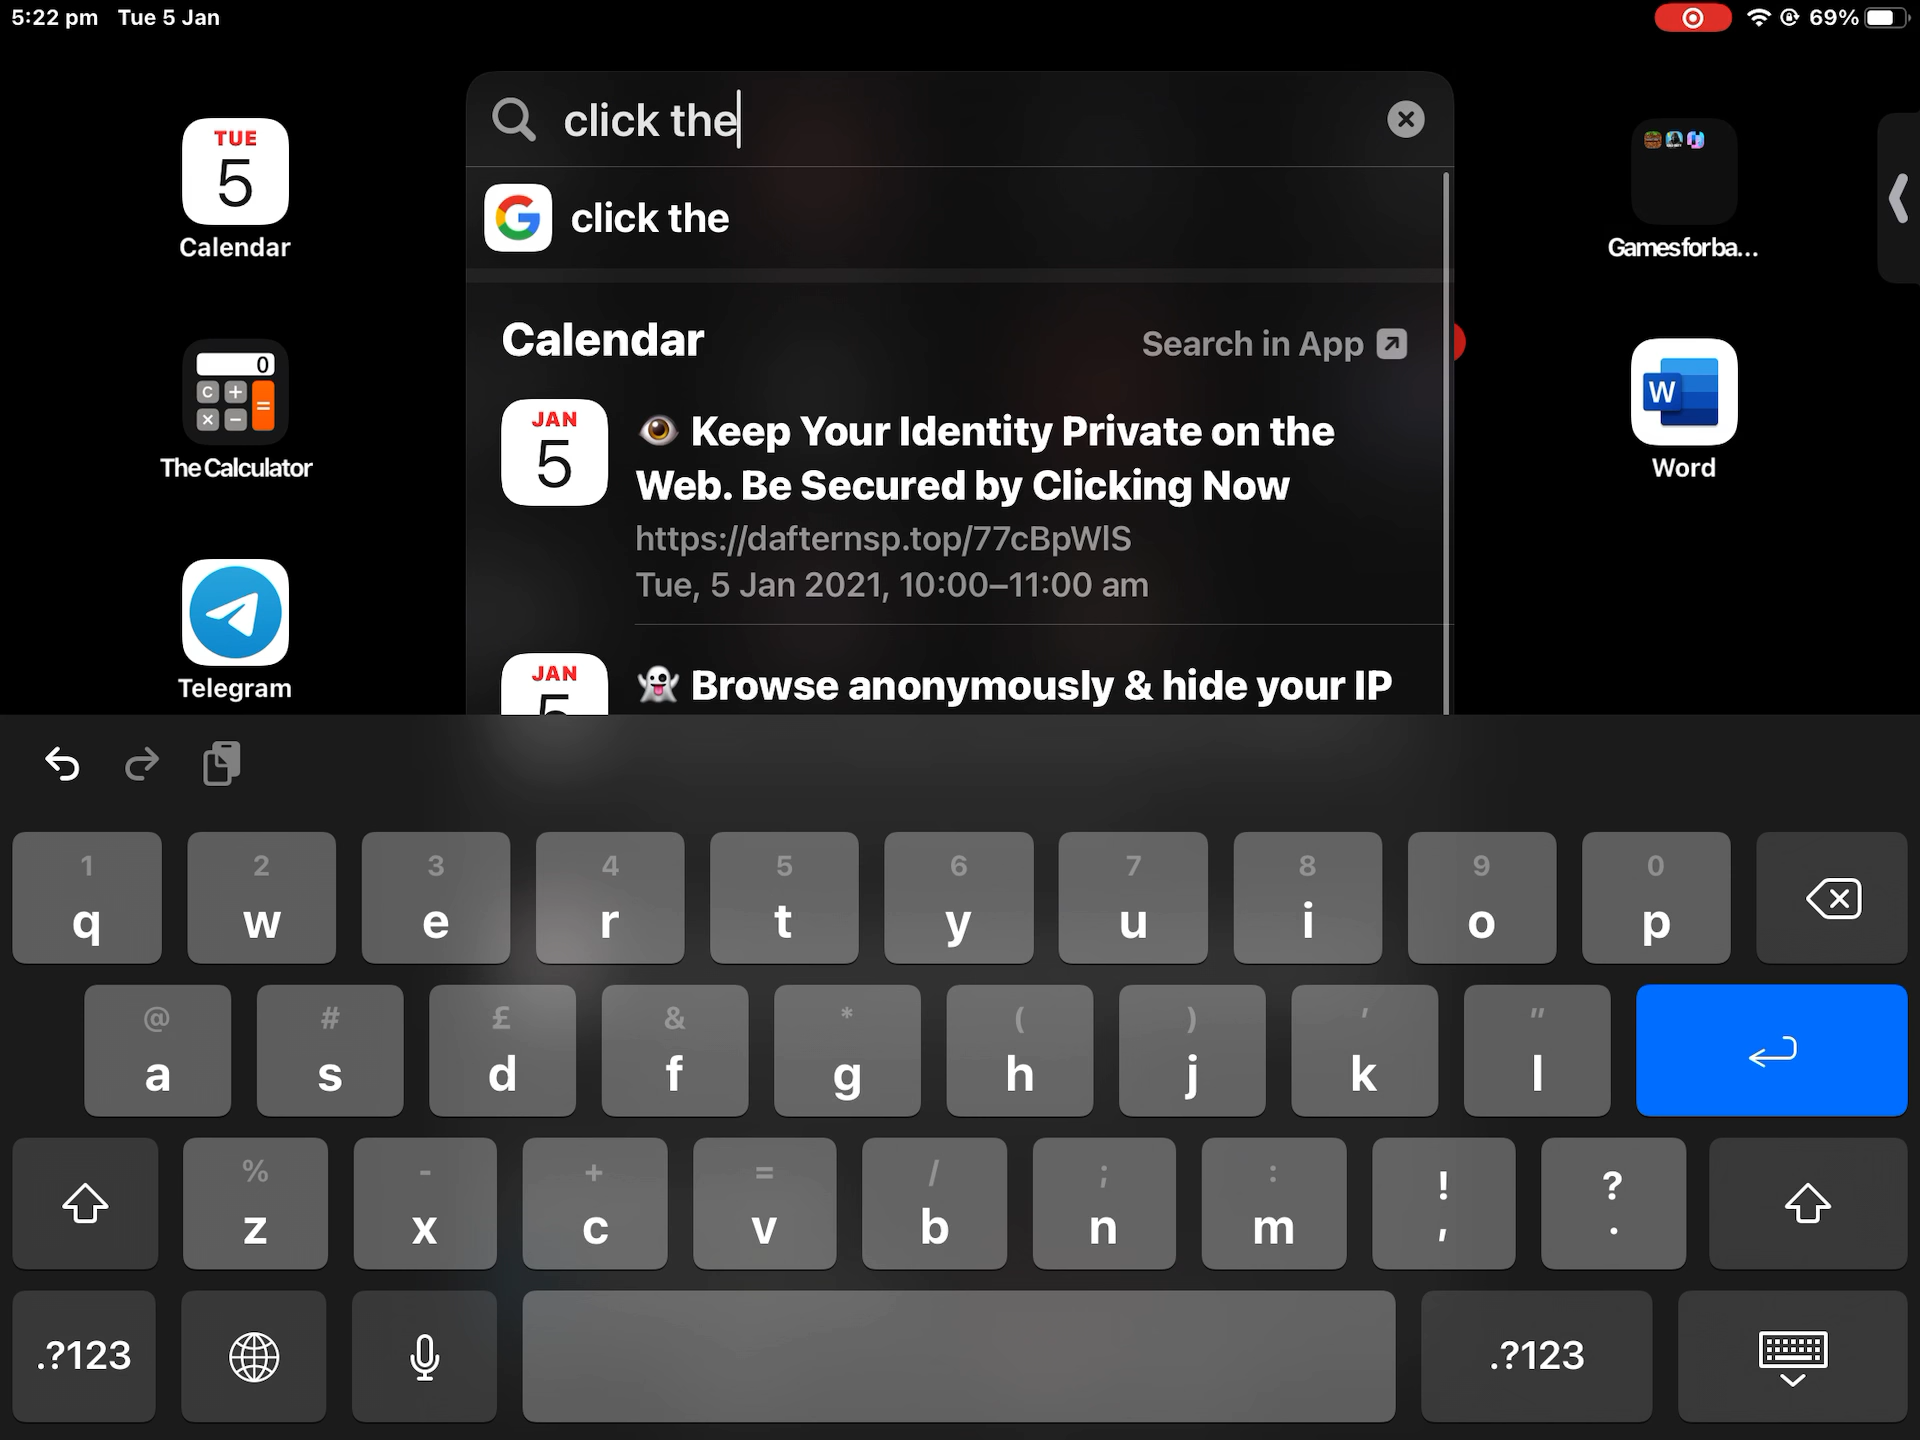 5:22 pm Tue 5 Jan
69%
click the
click the
TUE
5
Calendar
0
C +
× − =
The Calculator
Telegram
Gamesforba...
W
Word
Calendar
Search in App
JAN
5
👁 Keep Your Identity Private on the
Web. Be Secured by Clicking Now
https://dafternsp.top/77cBpWlS
Tue, 5 Jan 2021, 10:00–11:00 am
JAN
5
👻 Browse anonymously & hide your IP
1 2 3 4 5 6 7 8 9 0
q w e r t y u i o p
@ # £ & * ( ) ' "
a s d f g h j k l
% - + = / ; : ! ?
z x c v b n m , .
.?123 .?123